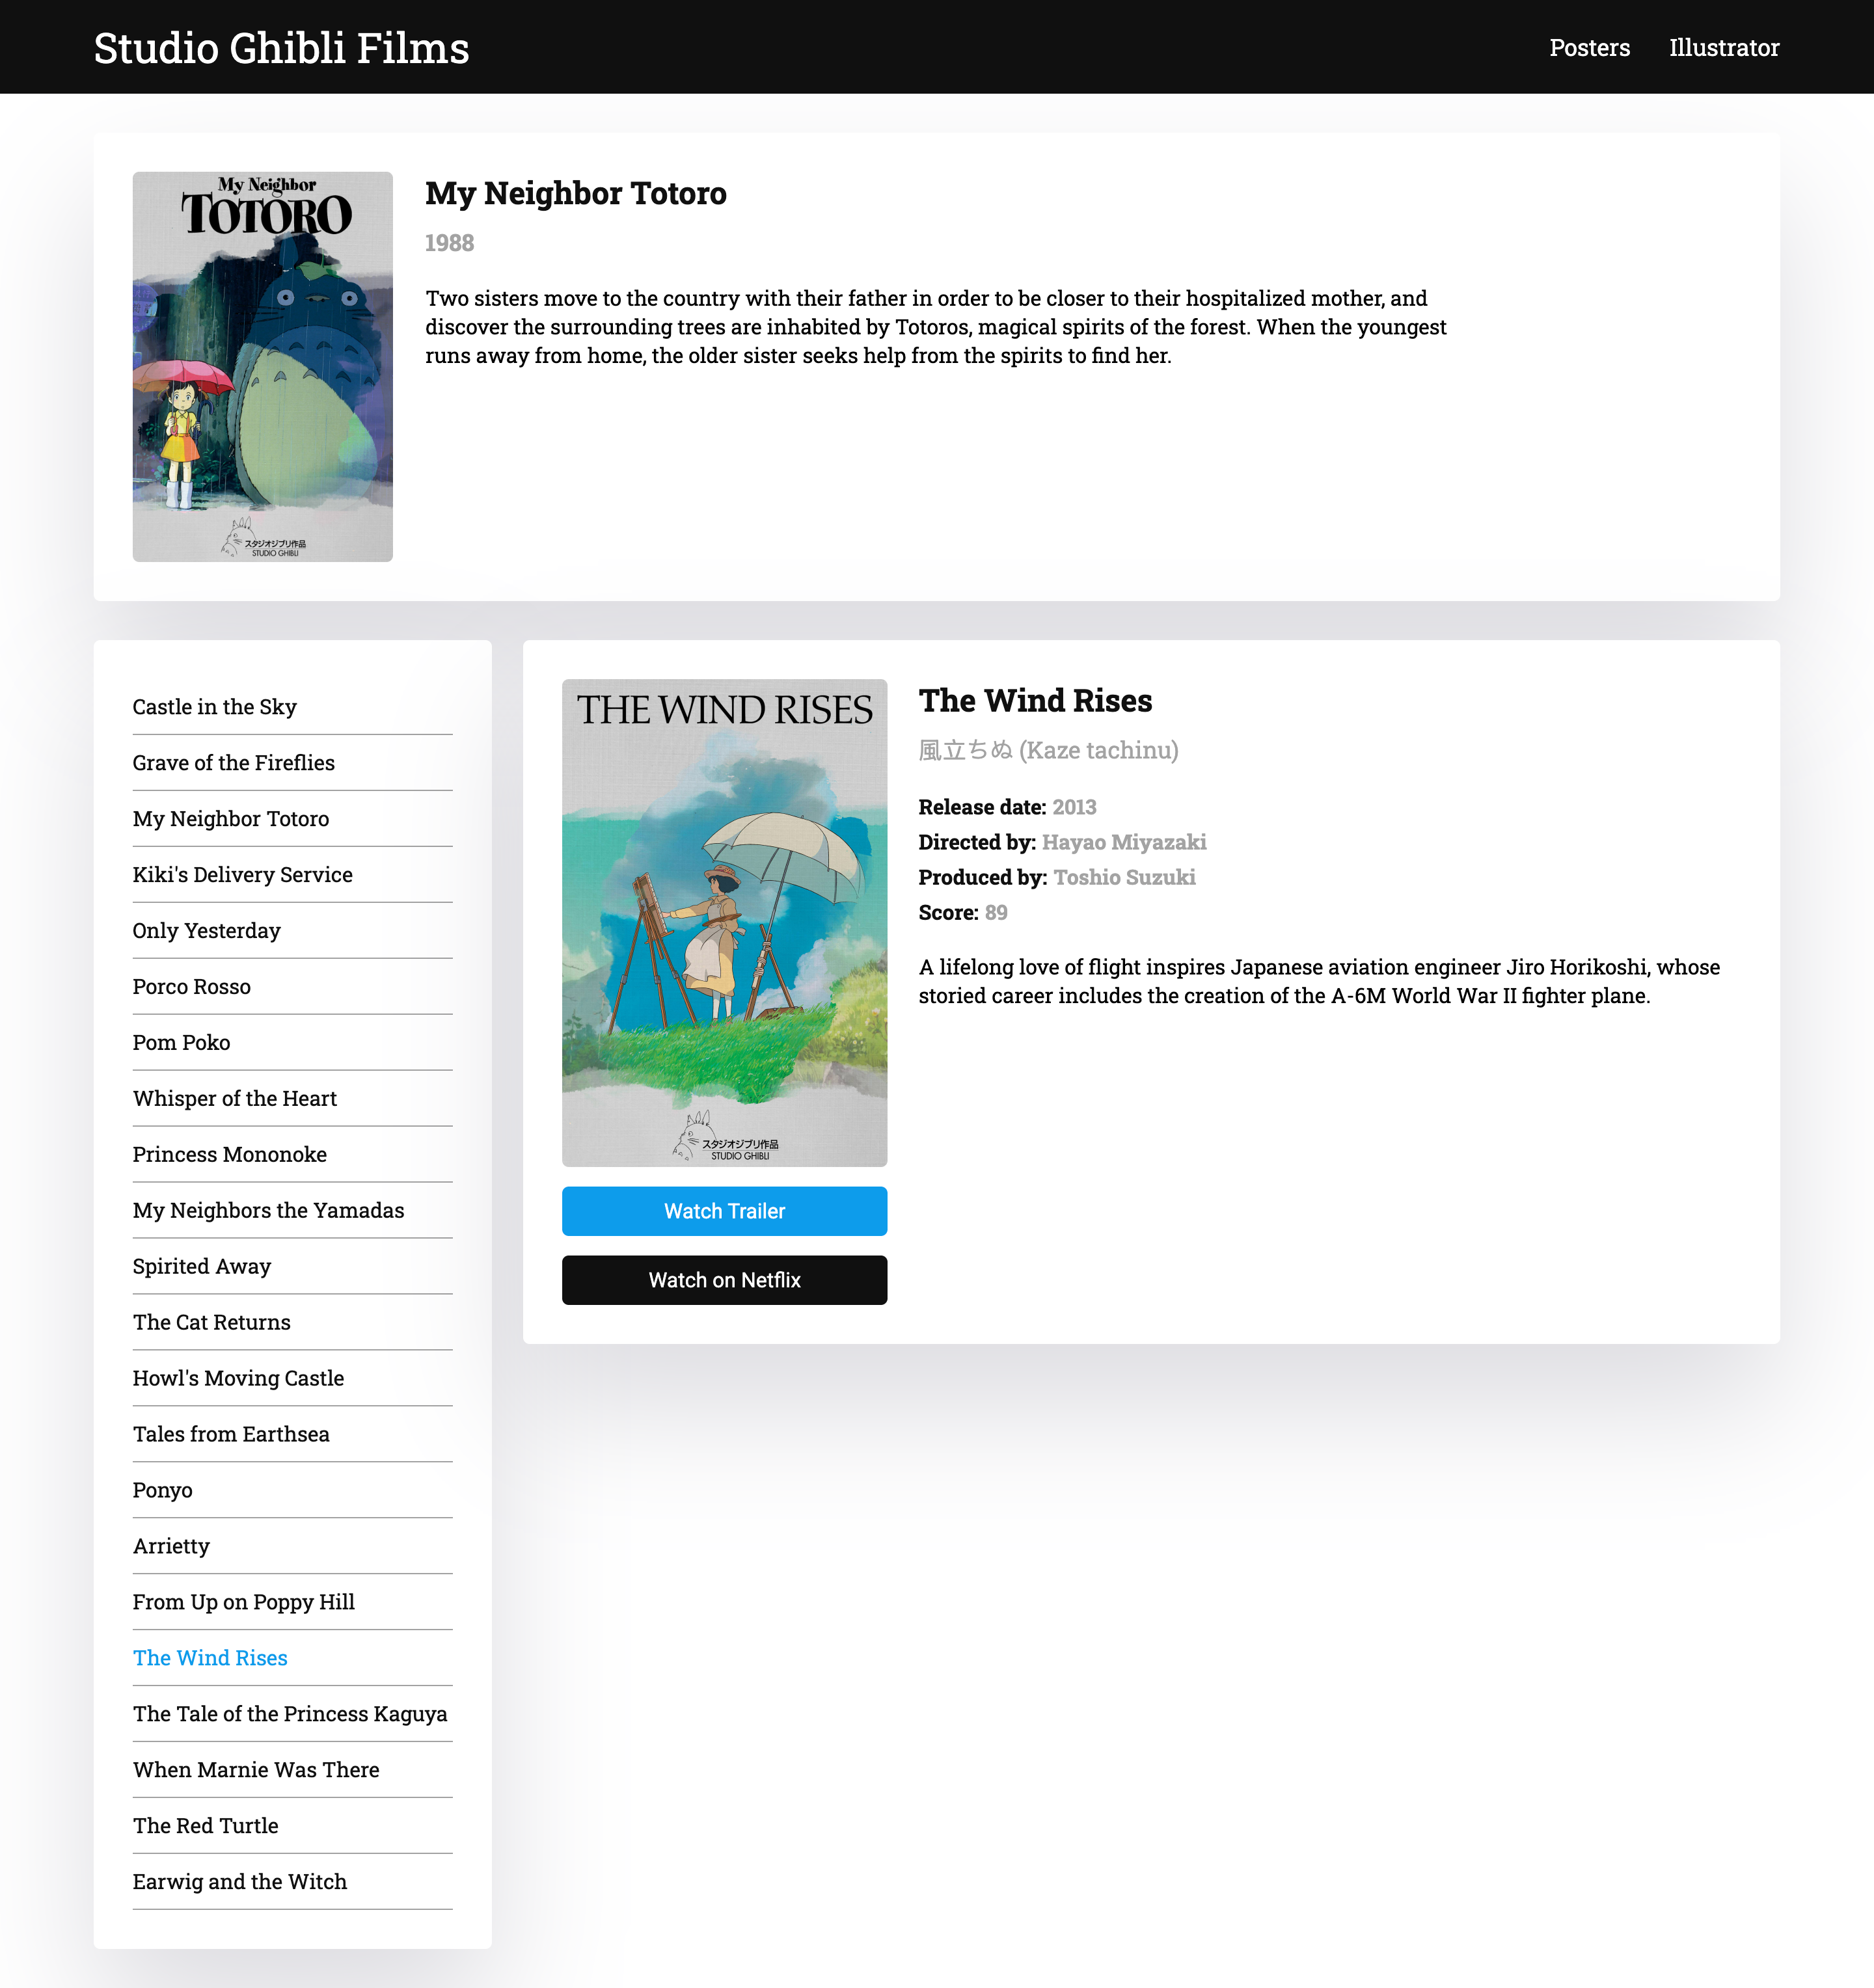 Studio Ghibli Films
Posters
Illustrator
My Neighbor
TOTORO
スタジオジブリ作品
STUDIO GHIBLI
My Neighbor Totoro
1988
Two sisters move to the country with their father in order to be closer to their hospitalized mother, and
discover the surrounding trees are inhabited by Totoros, magical spirits of the forest. When the youngest
runs away from home, the older sister seeks help from the spirits to find her.
Castle in the Sky
Grave of the Fireflies
My Neighbor Totoro
Kiki's Delivery Service
Only Yesterday
Porco Rosso
Pom Poko
Whisper of the Heart
Princess Mononoke
My Neighbors the Yamadas
Spirited Away
The Cat Returns
Howl's Moving Castle
Tales from Earthsea
Ponyo
Arrietty
From Up on Poppy Hill
The Wind Rises
The Tale of the Princess Kaguya
When Marnie Was There
The Red Turtle
Earwig and the Witch
THE WIND RISES
スタジオジブリ作品
STUDIO GHIBLI
Watch Trailer
Watch on Netflix
The Wind Rises
風立ちぬ (Kaze tachinu)
Release date: 2013
Directed by: Hayao Miyazaki
Produced by: Toshio Suzuki
Score: 89
A lifelong love of flight inspires Japanese aviation engineer Jiro Horikoshi, whose
storied career includes the creation of the A-6M World War II fighter plane.